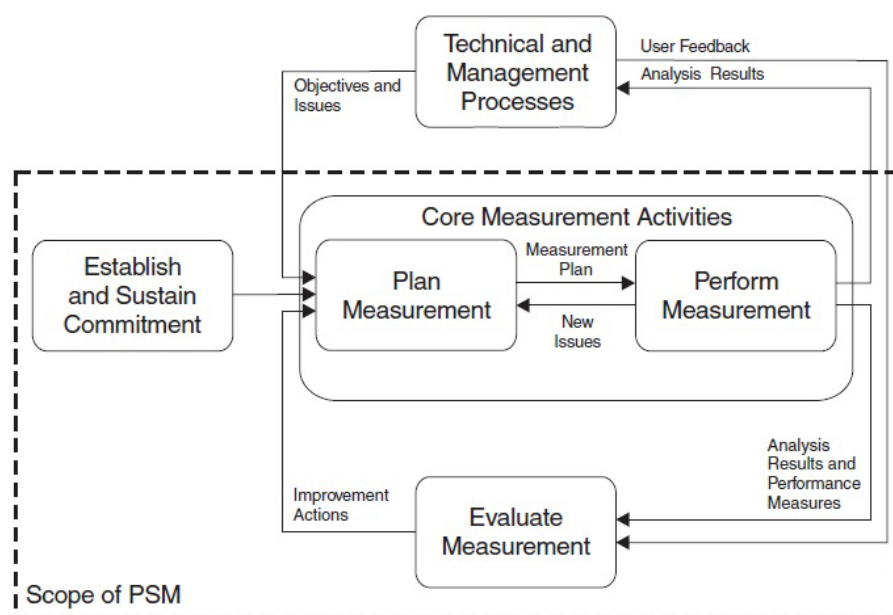 Technical and
Management
Processes
User Feedback
Analysis Results
Objectives and
Issues
Core Measurement Activities
Establish
and Sustain
Commitment
Plan
Measurement
Measurement
Plan
New
Issues
Perform
Measurement
Analysis
Results and
Performance
Measures
Improvement
Actions
Evaluate
Measurement
Scope of PSM